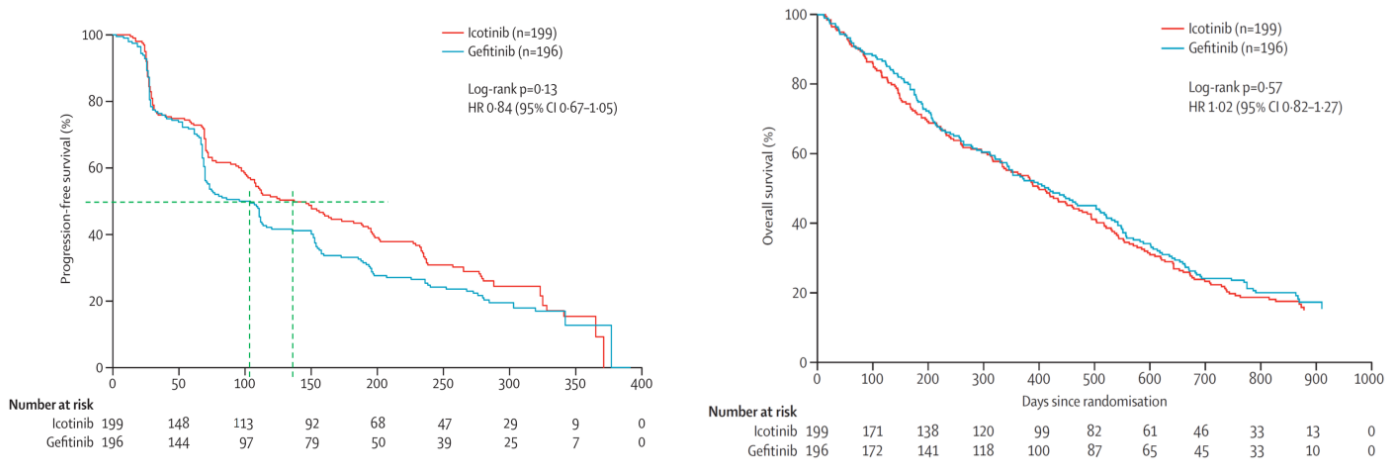 Icotinib (n=199)
Gefitinib (n=196)
Log-rank p=0·13
HR 0·84 (95% CI 0·67–1·05)
Progression-free survival (%)
100
80
60
40
20
0
0 50 100 150 200 250 300 350 400
Number at risk
Icotinib 199 148 113 92 68 47 29 9 0
Gefitinib 196 144 97 79 50 39 25 7 0
Icotinib (n=199)
Gefitinib (n=196)
Log-rank p=0·57
HR 1·02 (95% CI 0·82–1·27)
Overall survival (%)
100
80
60
40
20
0
0 100 200 300 400 500 600 700 800 900 1000
Days since randomisation
Number at risk
Icotinib 199 171 138 120 99 82 61 46 33 13 0
Gefitinib 196 172 141 118 100 87 65 45 33 10 0